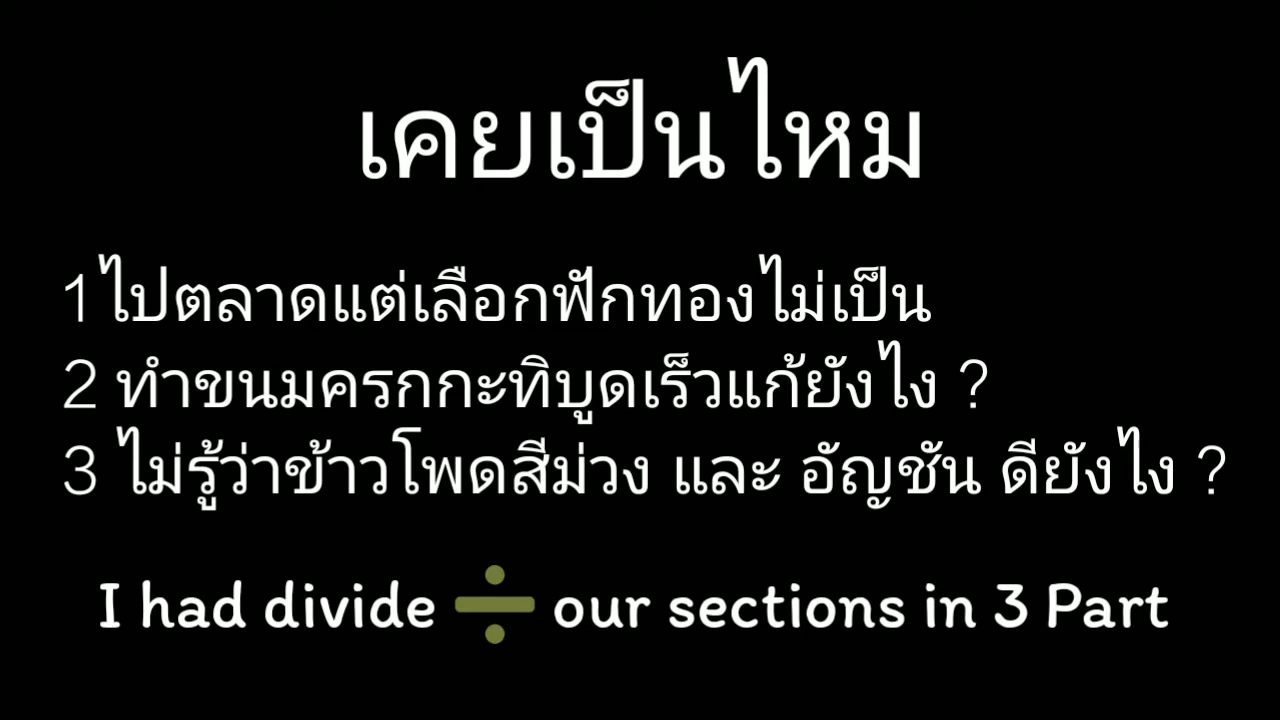 เคยเป็นไหม
1 ไปตลาดแต่เลือกฟักทองไม่เป็น
2 ทำขนมครกกะทิบูดเร็วแก้ยังไง ?
3 ไม่รู้ว่าข้าวโพดสีม่วง และ อัญชัน ดียังไง ?
I had divide ➗ our sections in 3 Part